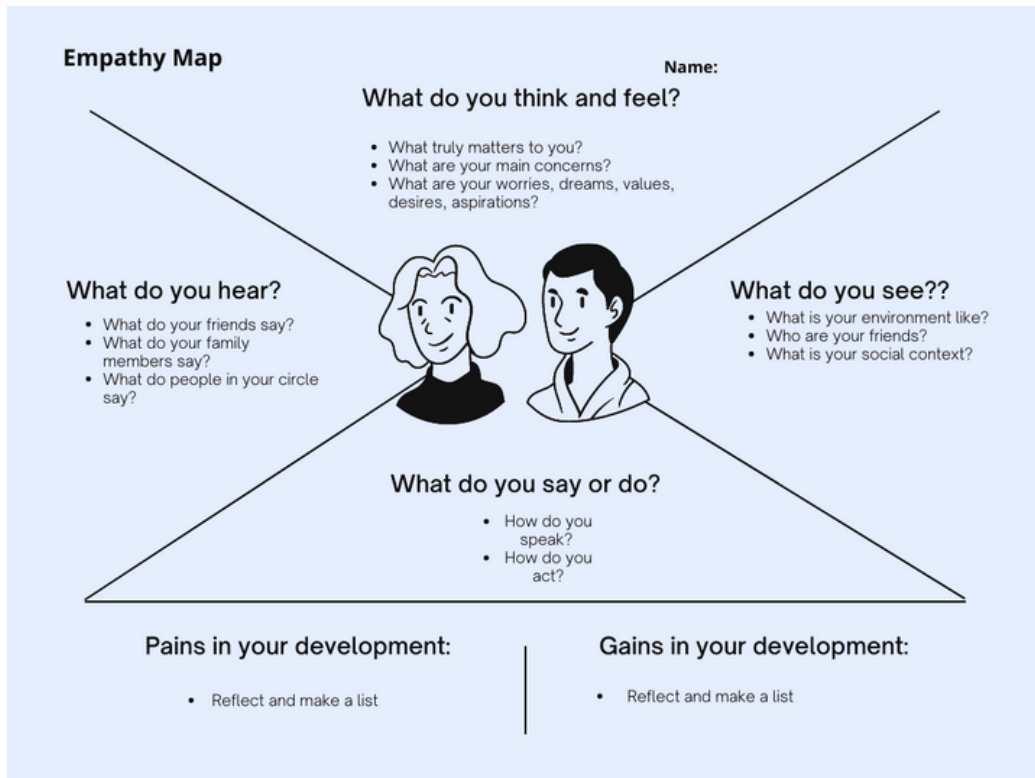 Empathy Map
Name:
What do you think and feel?
• What truly matters to you?
• What are your main concerns?
• What are your worries, dreams, values,
desires, aspirations?
What do you hear?
• What do your friends say?
• What do your family
members say?
• What do people in your circle
say?
What do you see??
• What is your environment like?
• Who are your friends?
• What is your social context?
What do you say or do?
• How do you
speak?
• How do you
act?
Pains in your development:
• Reflect and make a list
Gains in your development:
• Reflect and make a list